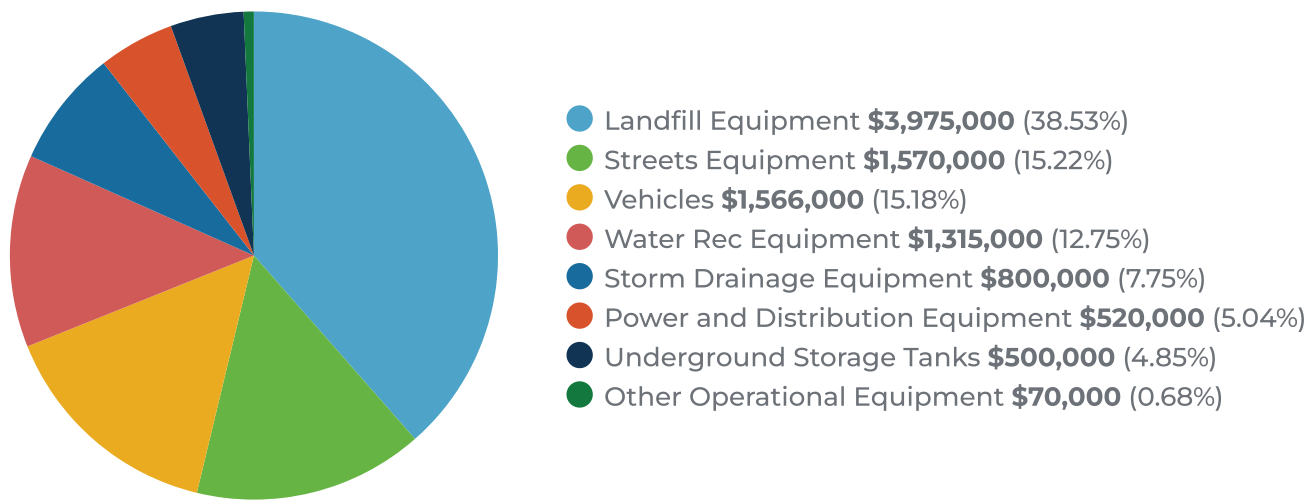 Landfill Equipment $3,975,000 (38.53%)
Streets Equipment $1,570,000 (15.22%)
Vehicles $1,566,000 (15.18%)
Water Rec Equipment $1,315,000 (12.75%)
Storm Drainage Equipment $800,000 (7.75%)
Power and Distribution Equipment $520,000 (5.04%)
Underground Storage Tanks $500,000 (4.85%)
Other Operational Equipment $70,000 (0.68%)